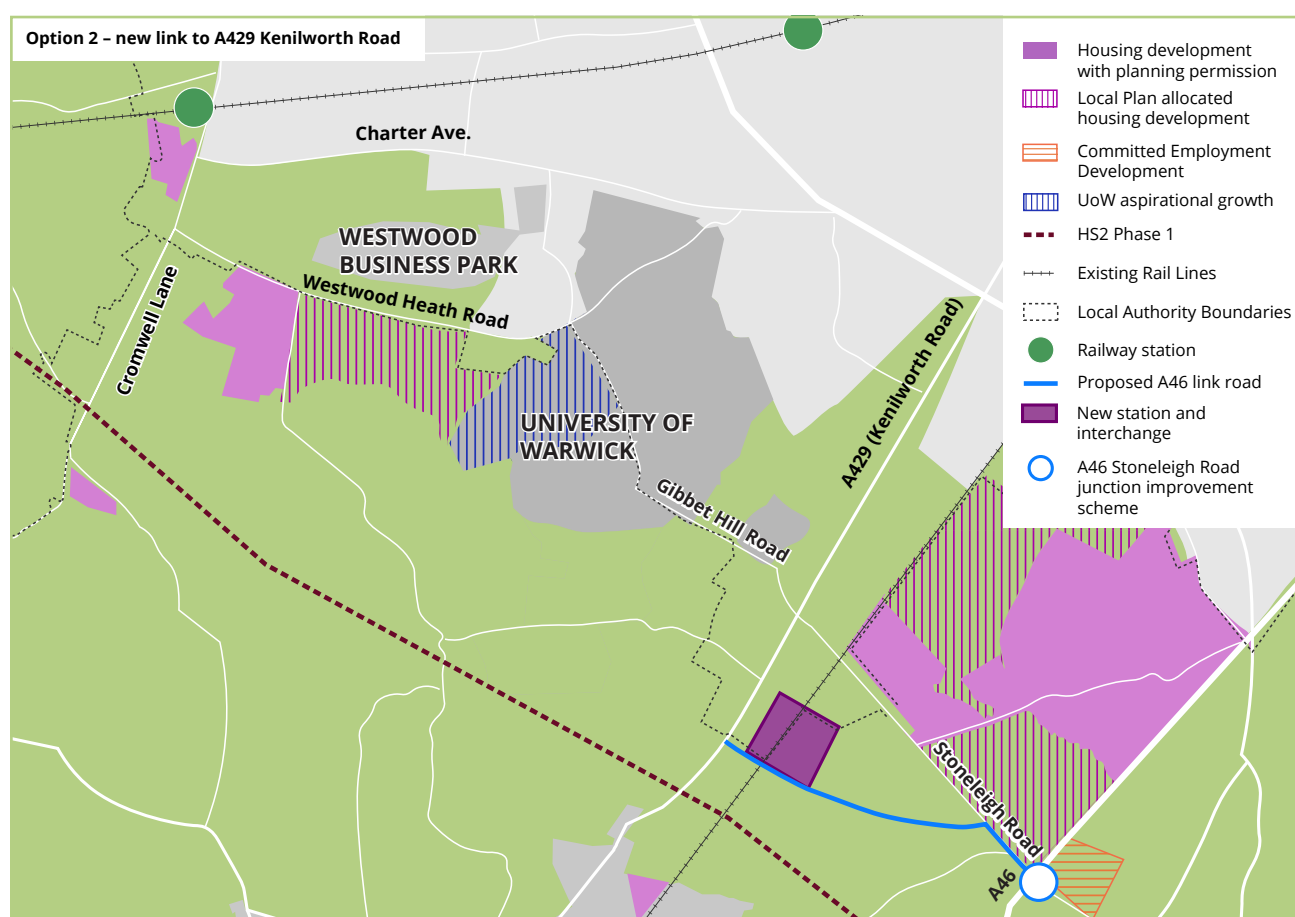 Option 2 – new link to A429 Kenilworth Road
Charter Ave.
WESTWOOD
BUSINESS PARK
Westwood Heath Road
Cromwell Lane
UNIVERSITY OF
WARWICK
Gibbet Hill Road
A429 (Kenilworth Road)
Stoneleigh Road
A46
Housing development
with planning permission
Local Plan allocated
housing development
Committed Employment
Development
UoW aspirational growth
HS2 Phase 1
Existing Rail Lines
Local Authority Boundaries
Railway station
Proposed A46 link road
New station and
interchange
A46 Stoneleigh Road
junction improvement
scheme